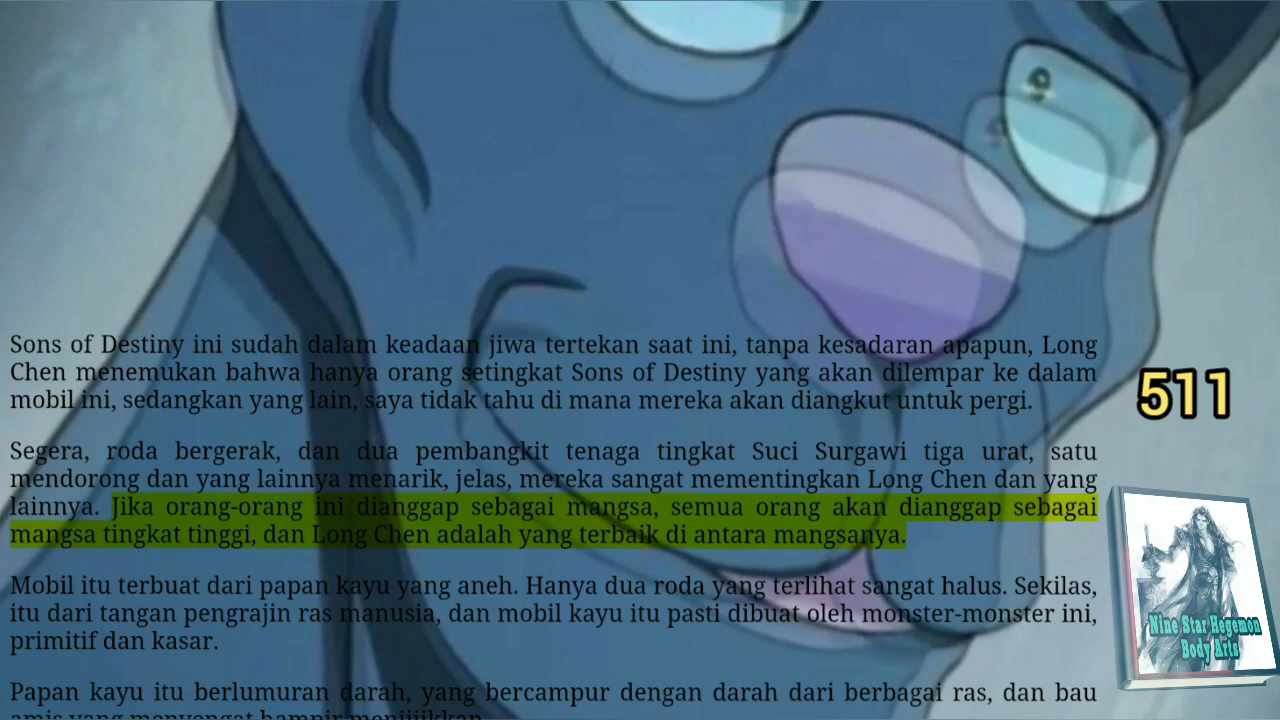 Sons of Destiny ini sudah dalam keadaan jiwa tertekan saat ini, tanpa kesadaran apapun, Long
Chen menemukan bahwa hanya orang setingkat Sons of Destiny yang akan dilempar ke dalam
mobil ini, sedangkan yang lain, saya tidak tahu di mana mereka akan diangkut untuk pergi.
511
Segera, roda bergerak, dan dua pembangkit tenaga tingkat Suci Surgawi tiga urat, satu
mendorong dan yang lainnya menarik, jelas, mereka sangat mementingkan Long Chen dan yang
lainnya. Jika orang-orang ini dianggap sebagai mangsa, semua orang akan dianggap sebagai
mangsa tingkat tinggi, dan Long Chen adalah yang terbaik di antara mangsanya.
Mobil itu terbuat dari papan kayu yang aneh. Hanya dua roda yang terlihat sangat halus. Sekilas,
itu dari tangan pengrajin ras manusia, dan mobil kayu itu pasti dibuat oleh monster-monster ini,
primitif dan kasar.
Nine Star Hegemon
Body Arts
Papan kayu itu berlumuran darah, yang bercampur dengan darah dari berbagai ras, dan bau
amis yang menyengat hampir menjijikkan.